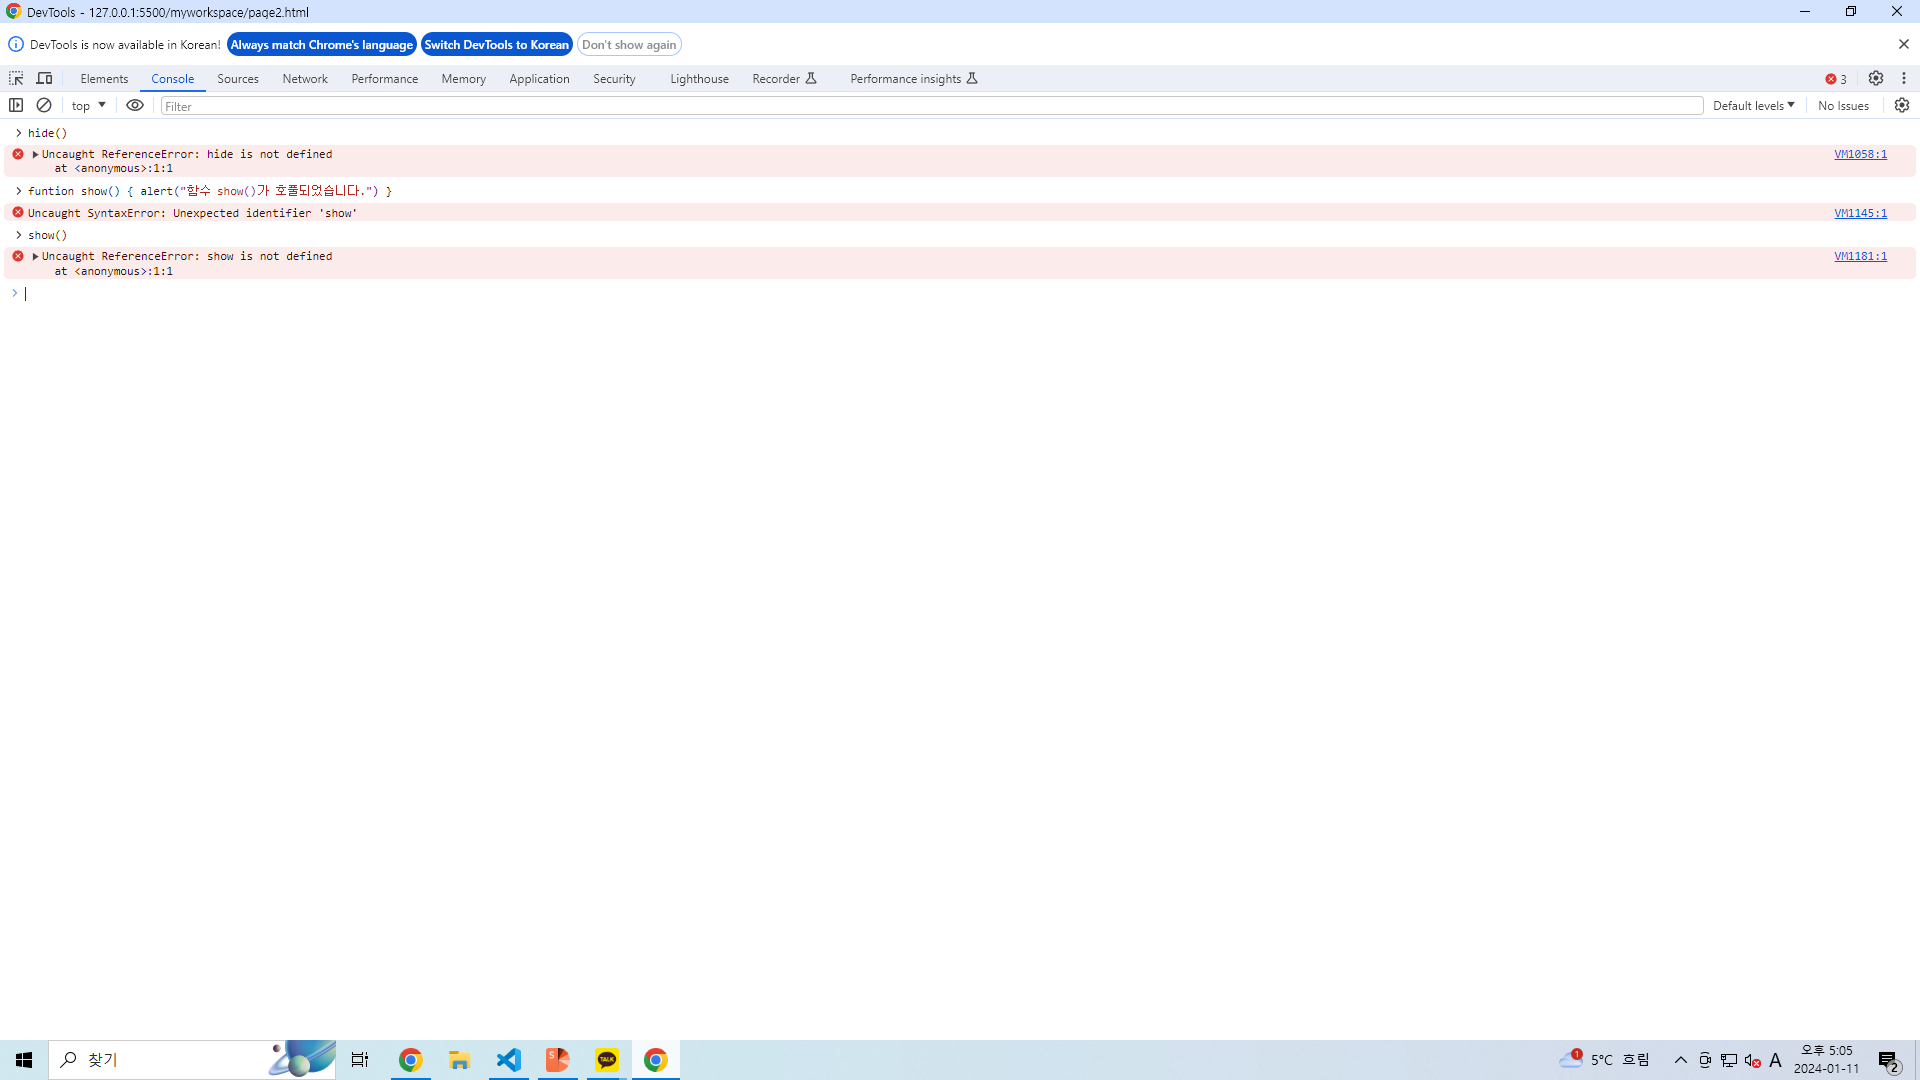 DevTools - 127.0.0.1:5500/myworkspace/page2.html
DevTools is now available in Korean! Always match Chrome's language Switch DevTools to Korean Don't show again
Elements Console Sources Network Performance Memory Application Security Lighthouse Recorder Performance insights 3
top Filter Default levels No Issues
hide()
Uncaught ReferenceError: hide is not defined VM1058:1
at <anonymous>:1:1
funtion show() { alert("함수 show()가 호풀되었습니다.") }
Uncaught SyntaxError: Unexpected identifier 'show' VM1145:1
show()
Uncaught ReferenceError: show is not defined VM1181:1
at <anonymous>:1:1
찾기
S
TALK
1
5°C 흐림
A
오후 5:05
2024-01-11
2